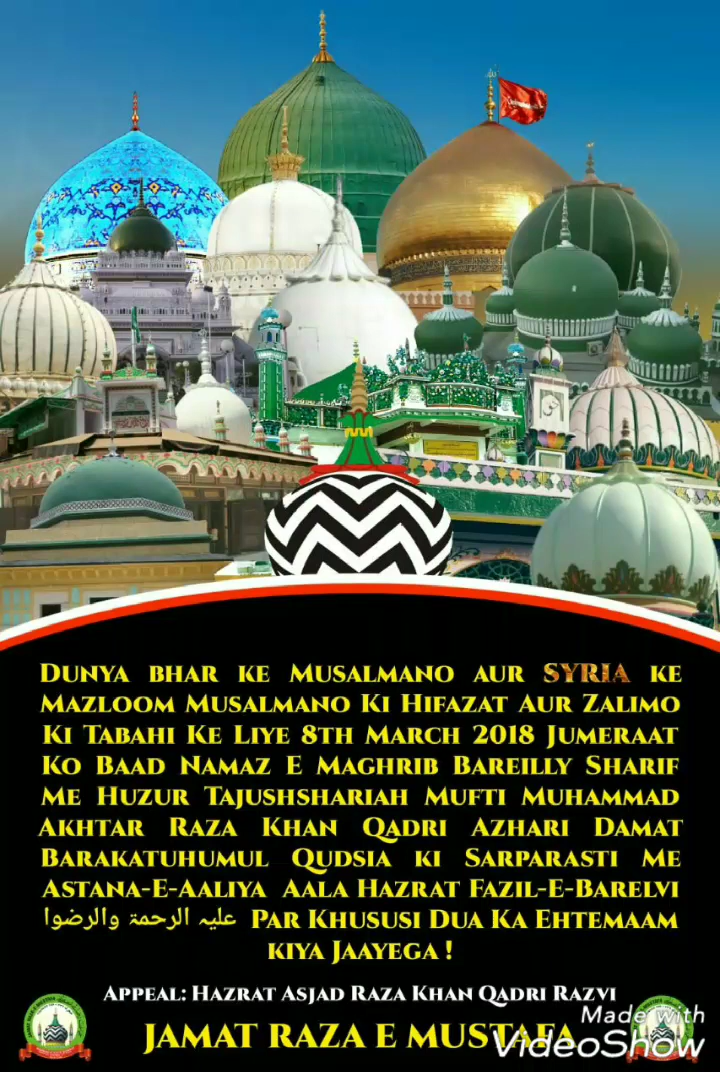 DUNYA BHAR KE MUSALMANO AUR SYRIA KE
MAZLOOM MUSALMANO KI HIFAZAT AUR ZALIMO
KI TABAHI KE LIYE 8TH MARCH 2018 JUMERAAT
KO BAAD NAMAZ E MAGHRIB BAREILLY SHARIF
ME HUZUR TAJUSHSHARIAH MUFTI MUHAMMAD
AKHTAR RAZA KHAN QADRI AZHARI DAMAT
BARAKATUHUMUL QUDSIA KI SARPARASTI ME
ASTANA-E-AALIYA AALA HAZRAT FAZIL-E-BARELVI
علیہ الرحمۃ والرضوا PAR KHUSUSI DUA KA EHTEMAAM
KIYA JAAYEGA !
APPEAL: HAZRAT ASJAD RAZA KHAN QADRI RAZVI
JAMAT RAZA E MUSTAFA
Made with
VideoShow